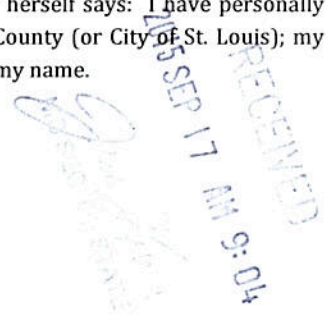 herself says: I have personally
County (or City of St. Louis); my
my name.
RECEIVED
2015 SEP 17 AM 9:04